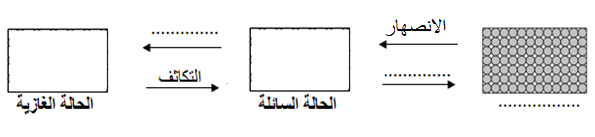 الانصهار
..............
..............
التكاثف
..............
الحالة السائلة
الحالة الغازية